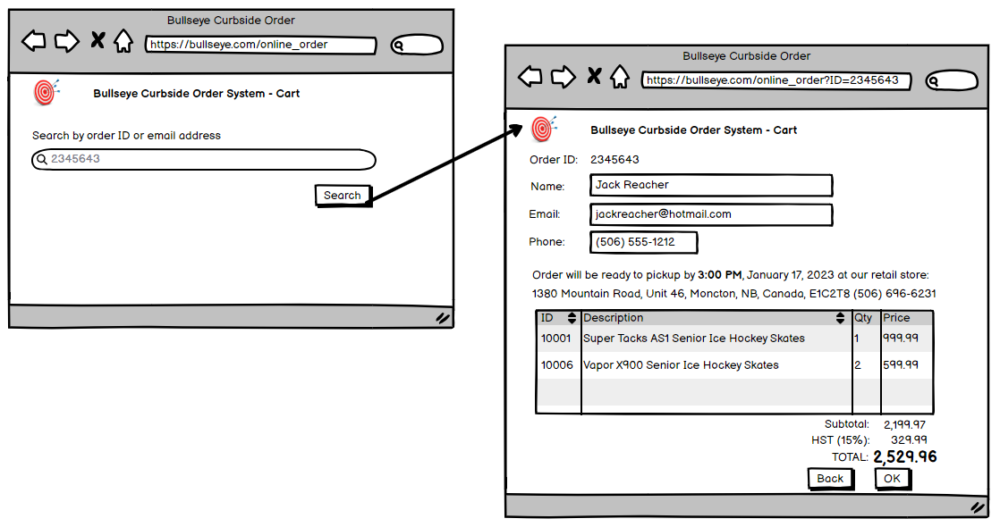 Bullseye Curbside Order
https://bullseye.com/online_order
Bullseye Curbside Order System - Cart
Search by order ID or email address
2345643
Search
Bullseye Curbside Order
https://bullseye.com/online_order?ID=2345643
Bullseye Curbside Order System - Cart
Order ID: 2345643
Name: Jack Reacher
Email: jackreacher@hotmail.com
Phone: (506) 555-1212
Order will be ready to pickup by 3:00 PM, January 17, 2023 at our retail store:
1380 Mountain Road, Unit 46, Moncton, NB, Canada, E1C2T8 (506) 696-6231
ID Description Qty Price
10001 Super Tacks AS1 Senior Ice Hockey Skates 1 999.99
10006 Vapor X900 Senior Ice Hockey Skates 2 599.99
Subtotal: 2,199.97
HST (15%): 329.99
TOTAL: 2,529.96
Back OK